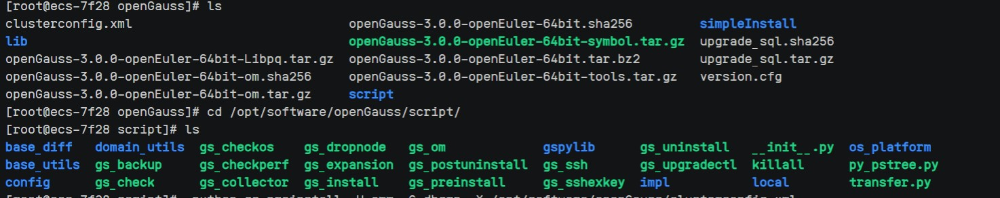 [root@ecs-7f28 openGauss]# ls
clusterconfig.xml openGauss-3.0.0-openEuler-64bit.sha256 simpleInstall
lib openGauss-3.0.0-openEuler-64bit-symbol.tar.gz upgrade_sql.sha256
openGauss-3.0.0-openEuler-64bit-Libpq.tar.gz openGauss-3.0.0-openEuler-64bit.tar.bz2 upgrade_sql.tar.gz
openGauss-3.0.0-openEuler-64bit-om.sha256 openGauss-3.0.0-openEuler-64bit-tools.tar.gz version.cfg
openGauss-3.0.0-openEuler-64bit-om.tar.gz script
[root@ecs-7f28 openGauss]# cd /opt/software/openGauss/script/
[root@ecs-7f28 script]# ls
base_diff domain_utils gs_checkos gs_dropnode gs_om gspylib gs_uninstall __init__.py os_platform
base_utils gs_backup gs_checkperf gs_expansion gs_postuninstall gs_ssh gs_upgradectl killall py_pstree.py
config gs_check gs_collector gs_install gs_preinstall gs_sshexkey impl local transfer.py